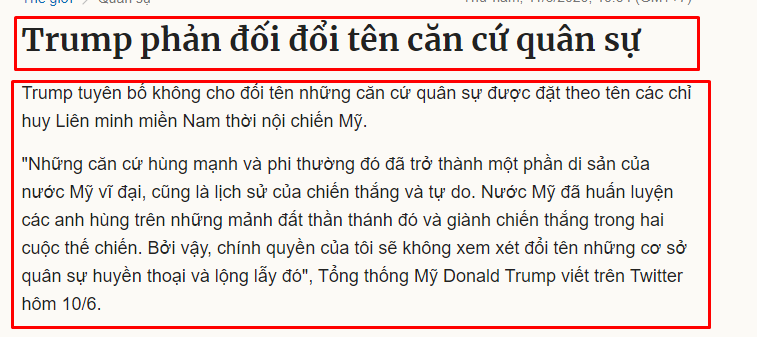 Trump phản đối đổi tên căn cứ quân sự
Trump tuyên bố không cho đổi tên những căn cứ quân sự được đặt theo tên các chỉ
huy Liên minh miền Nam thời nội chiến Mỹ.
"Những căn cứ hùng mạnh và phi thường đó đã trở thành một phần di sản của
nước Mỹ vĩ đại, cũng là lịch sử của chiến thắng và tự do. Nước Mỹ đã huấn luyện
các anh hùng trên những mảnh đất thần thánh đó và giành chiến thắng trong hai
cuộc thế chiến. Bởi vậy, chính quyền của tôi sẽ không xem xét đổi tên những cơ sở
quân sự huyền thoại và lộng lẫy đó", Tổng thống Mỹ Donald Trump viết trên Twitter
hôm 10/6.